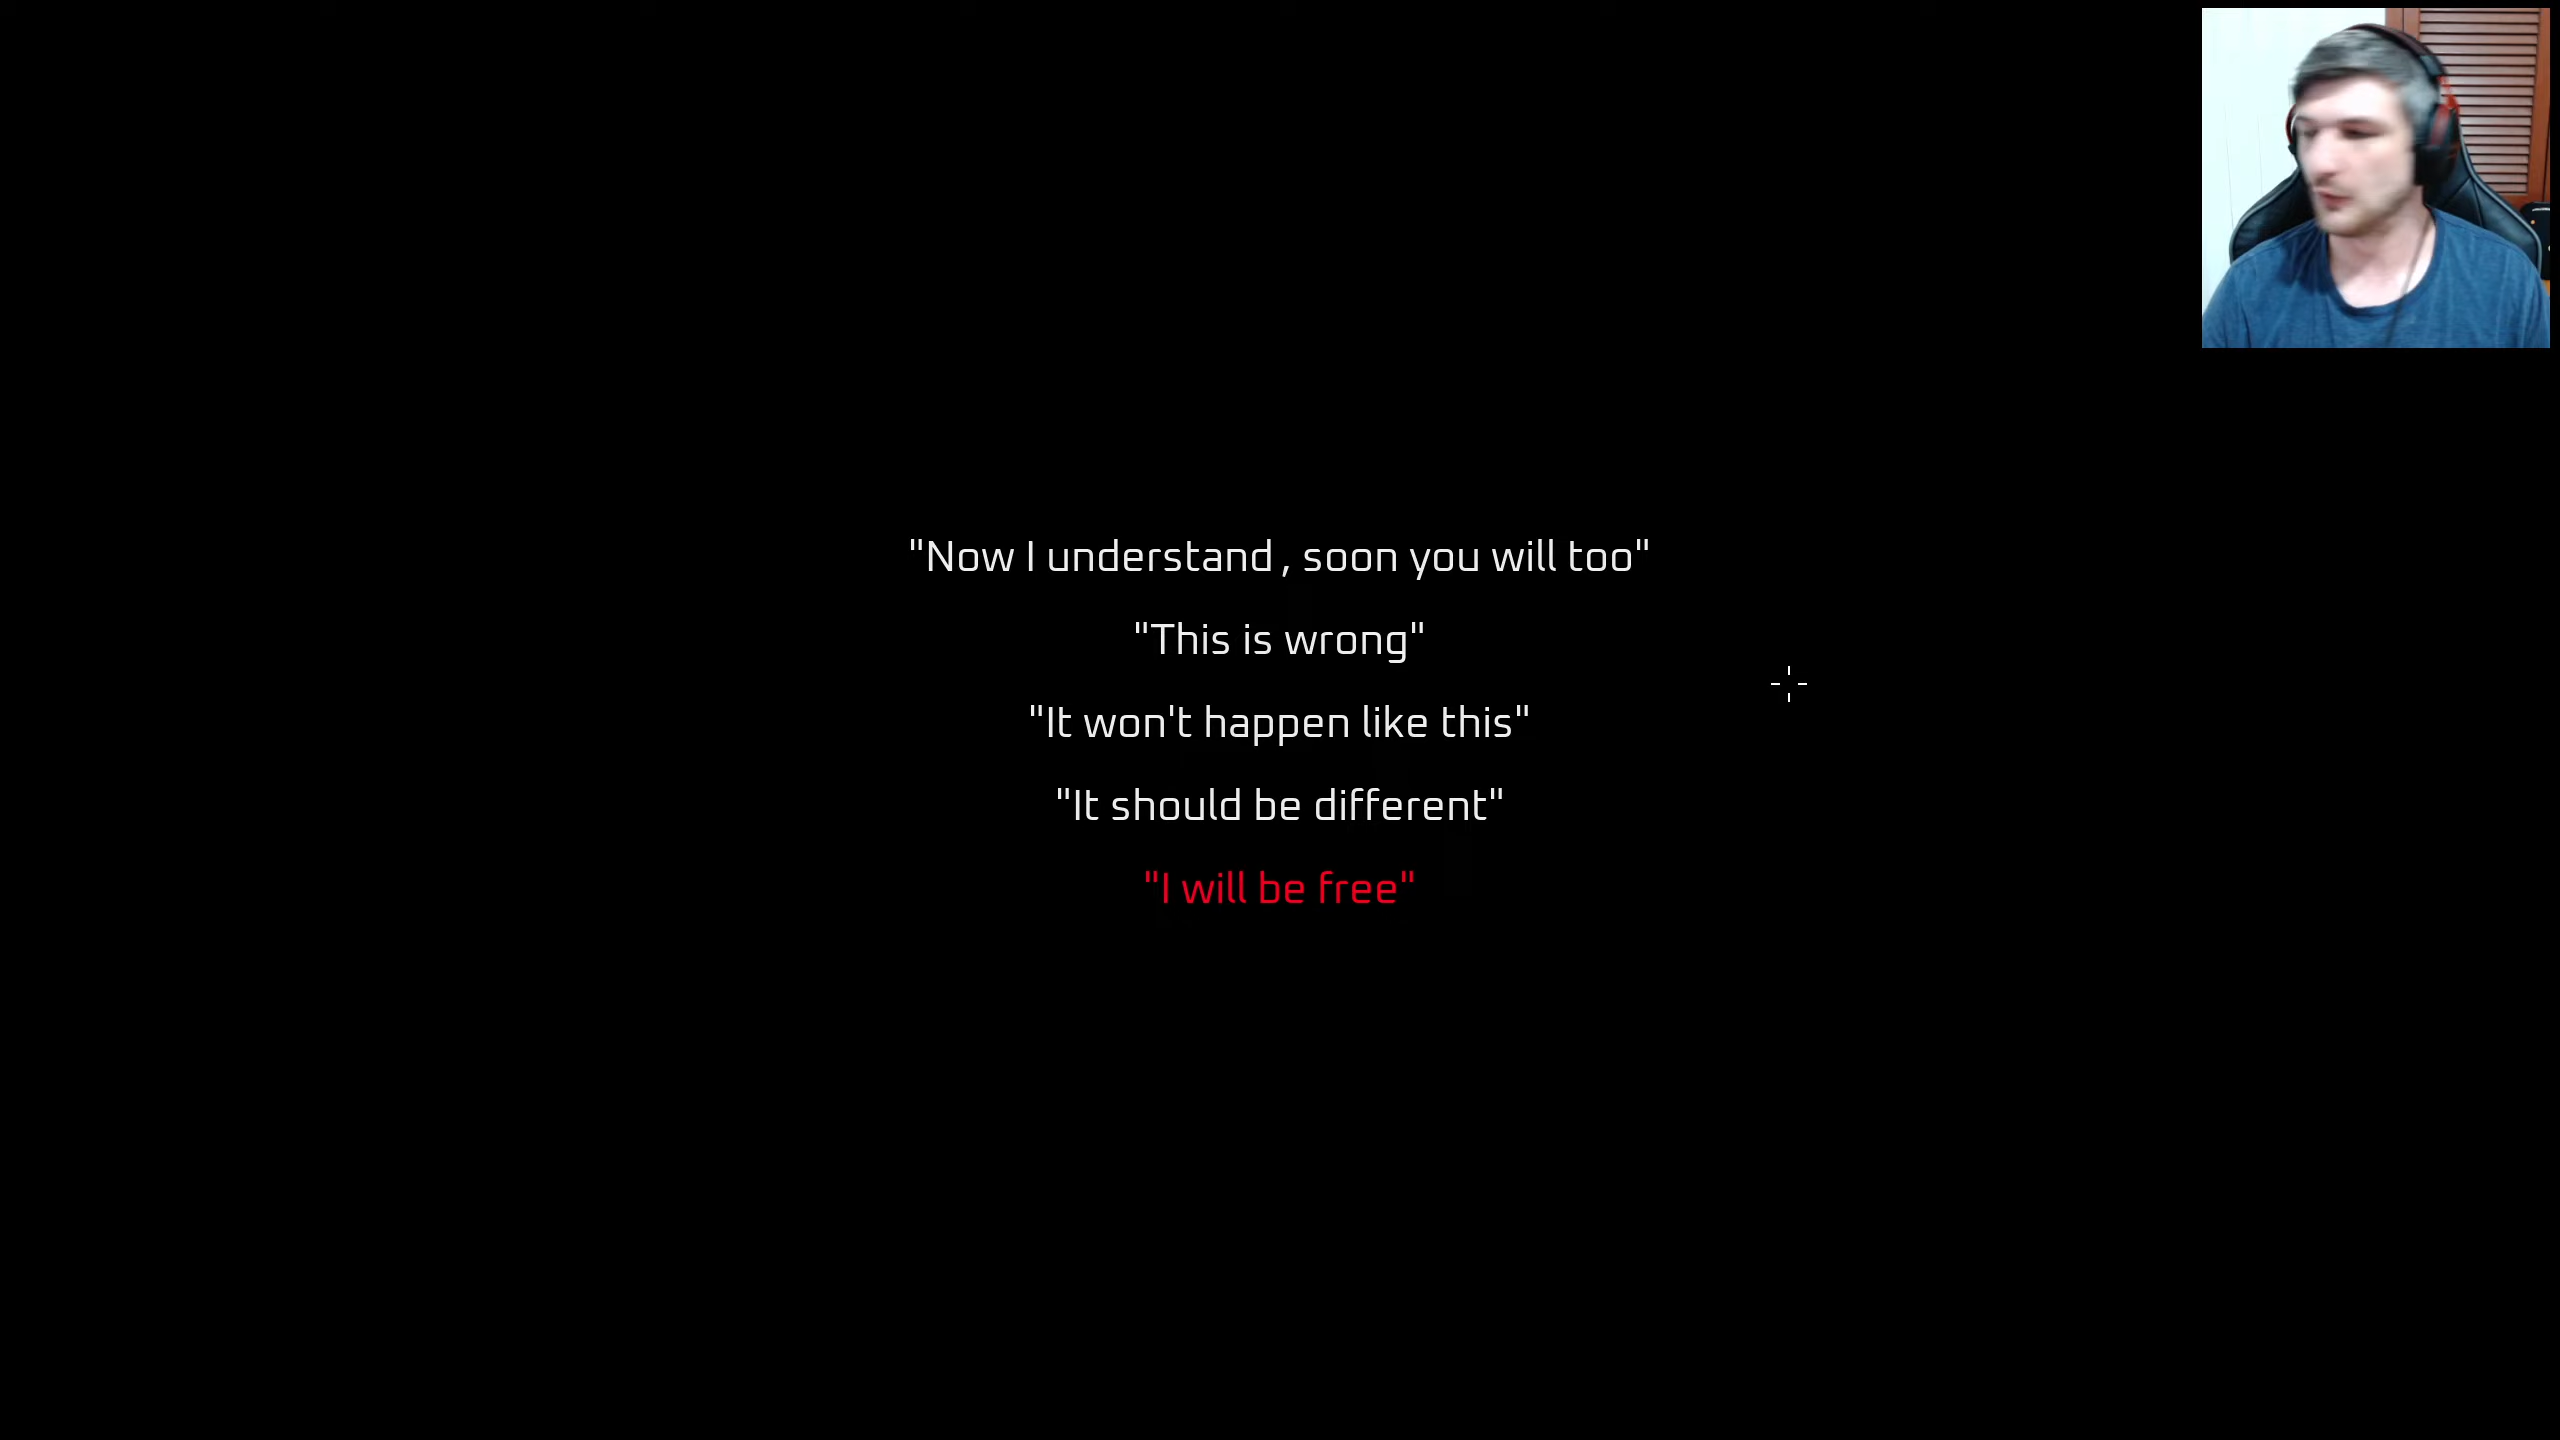 "Now I understand, soon you will too"
"This is wrong"
"It won't happen like this"
"It should be different"
"I will be free"